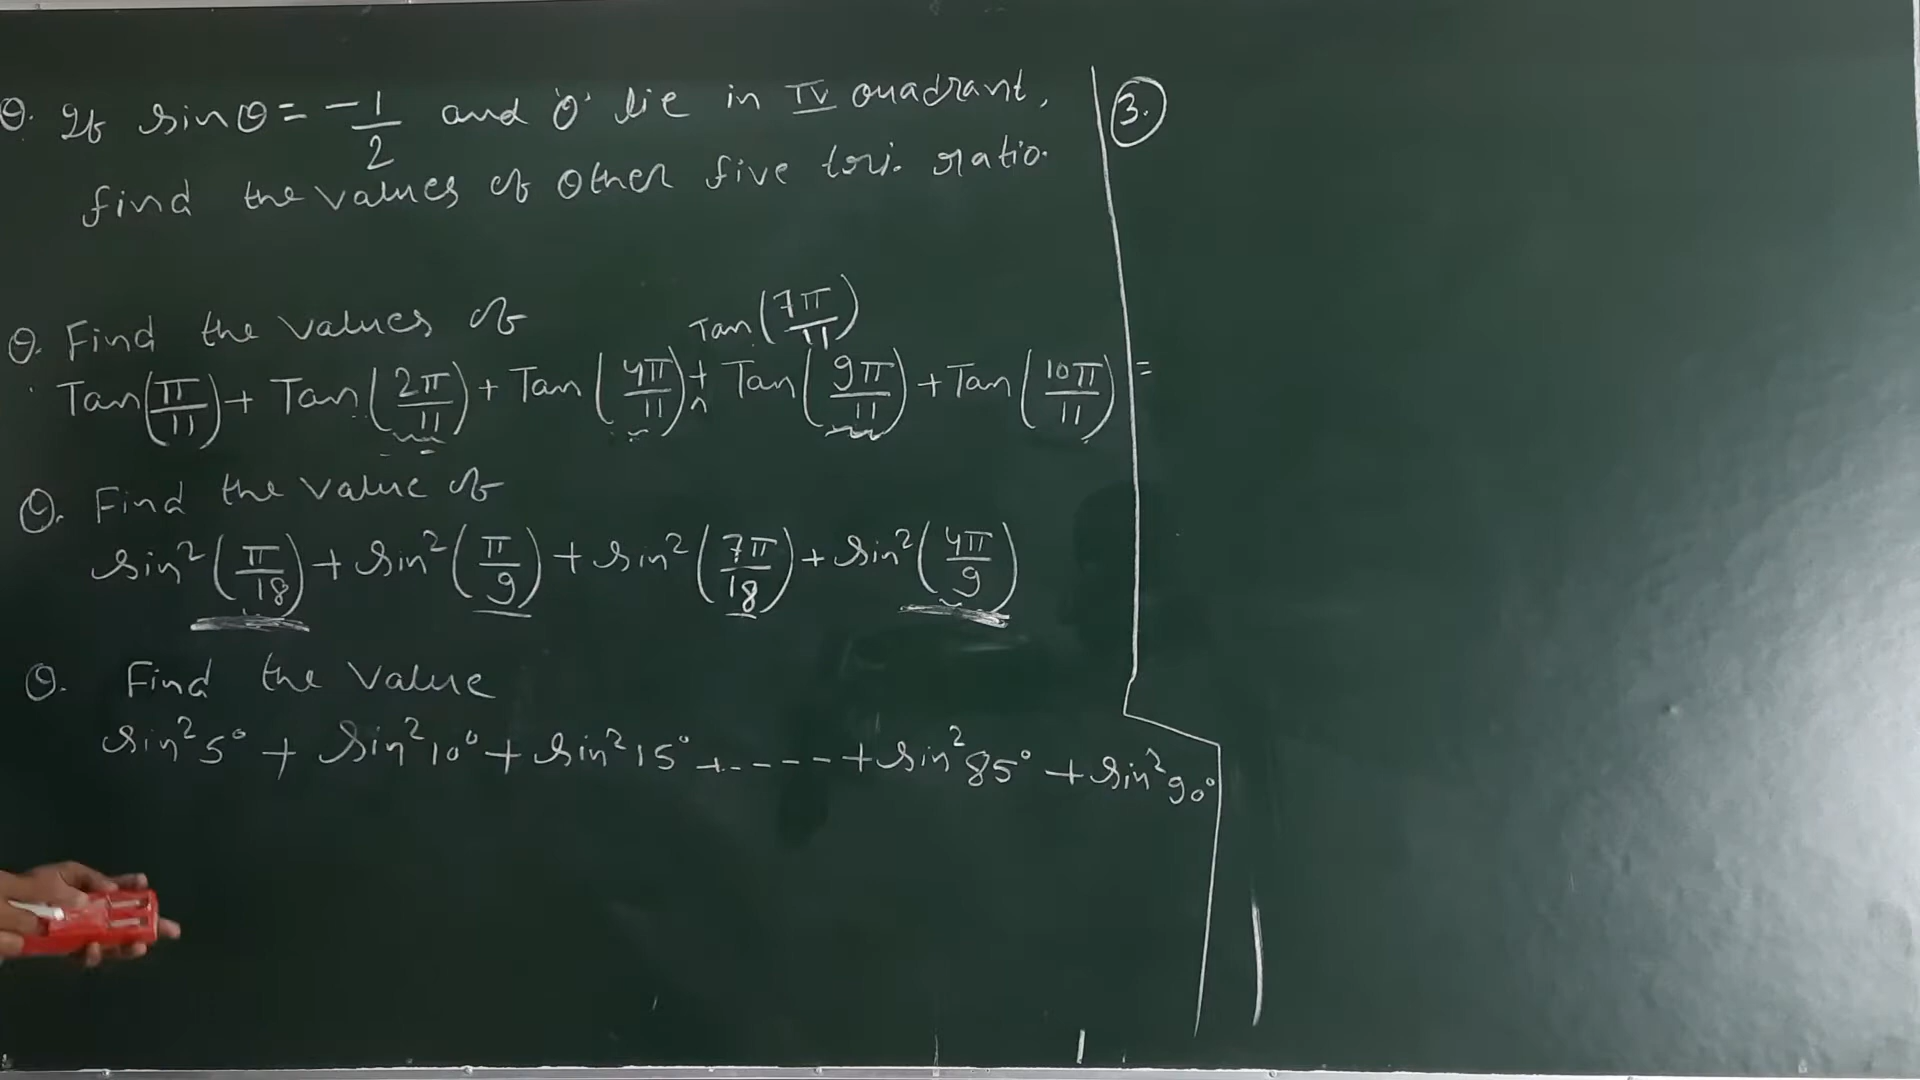 Q. If sinθ = -1/2 and 'θ' lie in IV quadrant,
find the values of other five tri. ratio.
Q. Find the values of
Tan(7π/11)
Tan(π/11) + Tan(2π/11) + Tan(4π/11) + Tan(9π/11) + Tan(10π/11) =
Q. Find the value of
sin²(π/18) + sin²(π/9) + sin²(7π/18) + sin²(4π/9)
Q. Find the value
sin²5° + sin²10° + sin²15° + ----- + sin²85° + sin²90°
3.